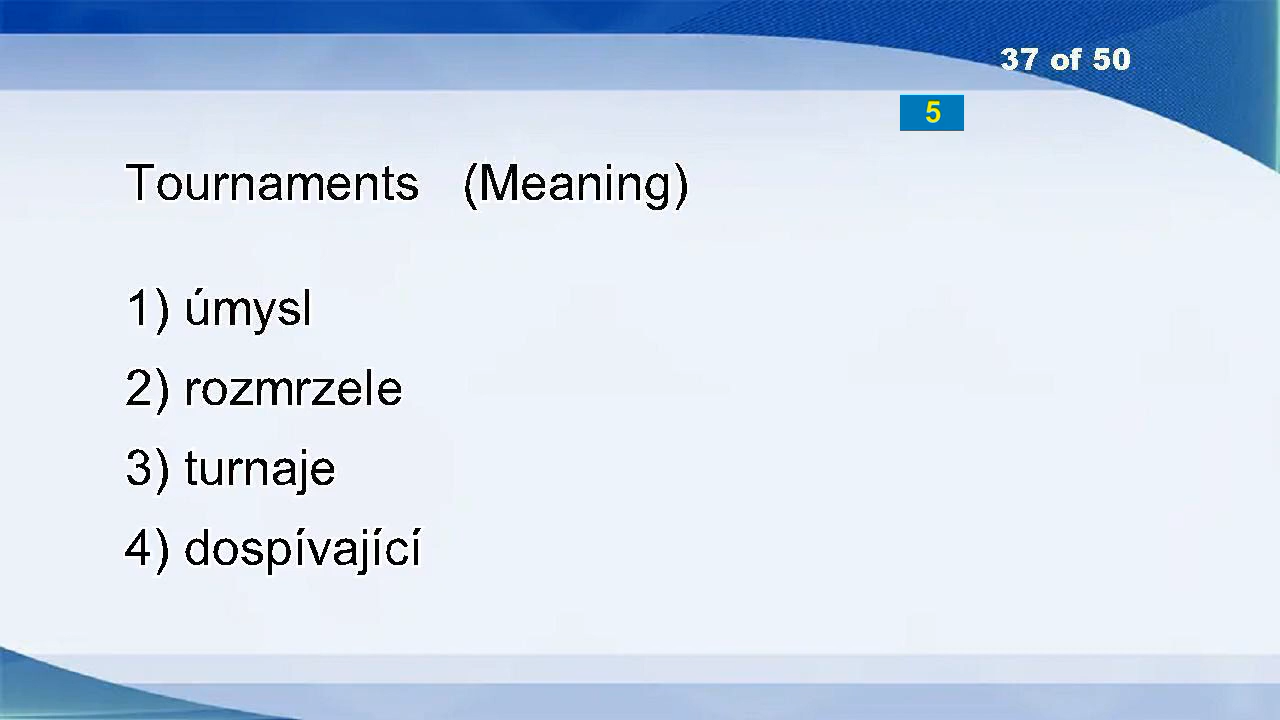 37 of 50
5
Tournaments (Meaning)
1) úmysl
2) rozmrzele
3) turnaje
4) dospívající